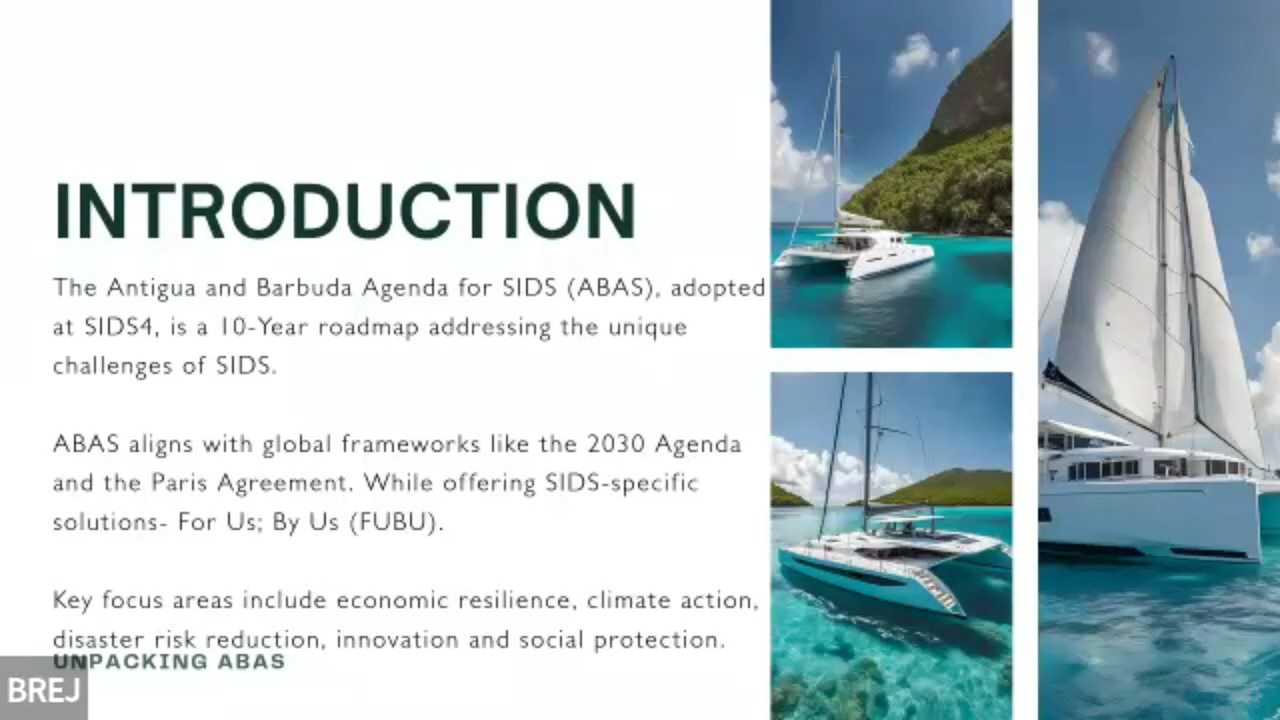 INTRODUCTION
The Antigua and Barbuda Agenda for SIDS (ABAS), adopted
at SIDS4, is a 10-Year roadmap addressing the unique
challenges of SIDS.
ABAS aligns with global frameworks like the 2030 Agenda
and the Paris Agreement. While offering SIDS-specific
solutions- For Us; By Us (FUBU).
Key focus areas include economic resilience, climate action,
disaster risk reduction, innovation and social protection.
UNPACKING ABAS
BREJ